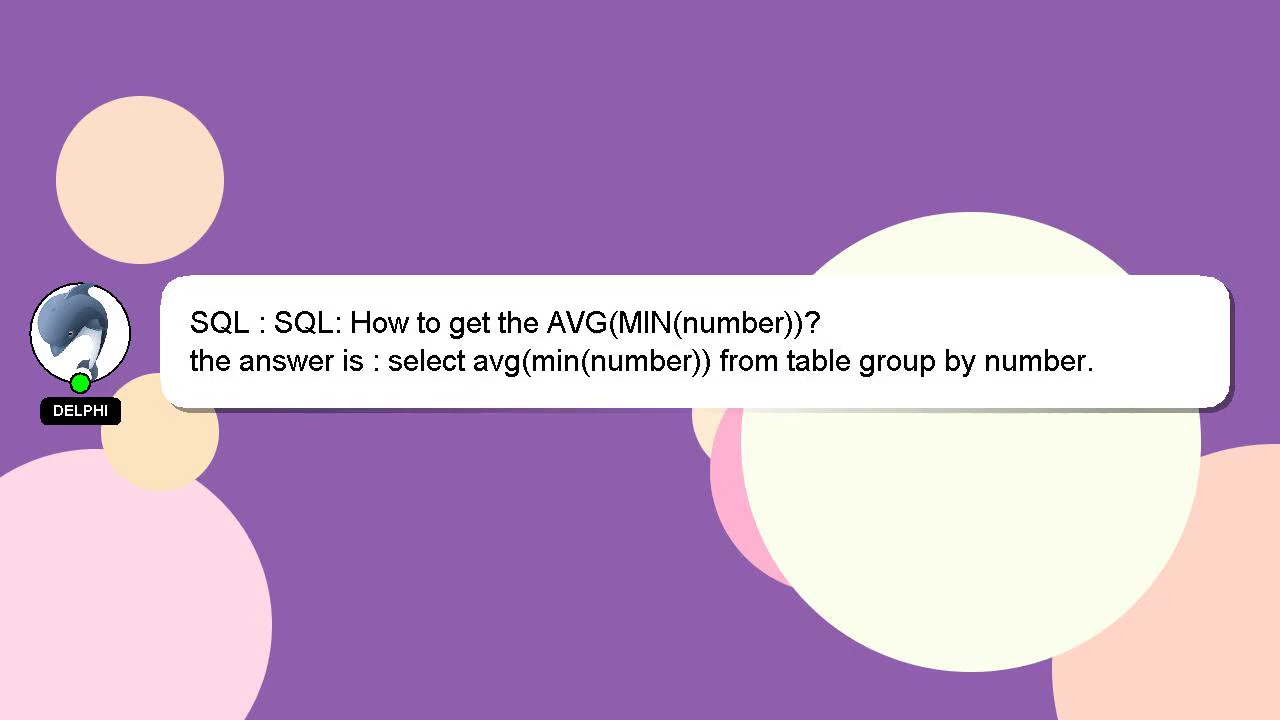 SQL : SQL: How to get the AVG(MIN(number))?
the answer is : select avg(min(number)) from table group by number.
DELPHI